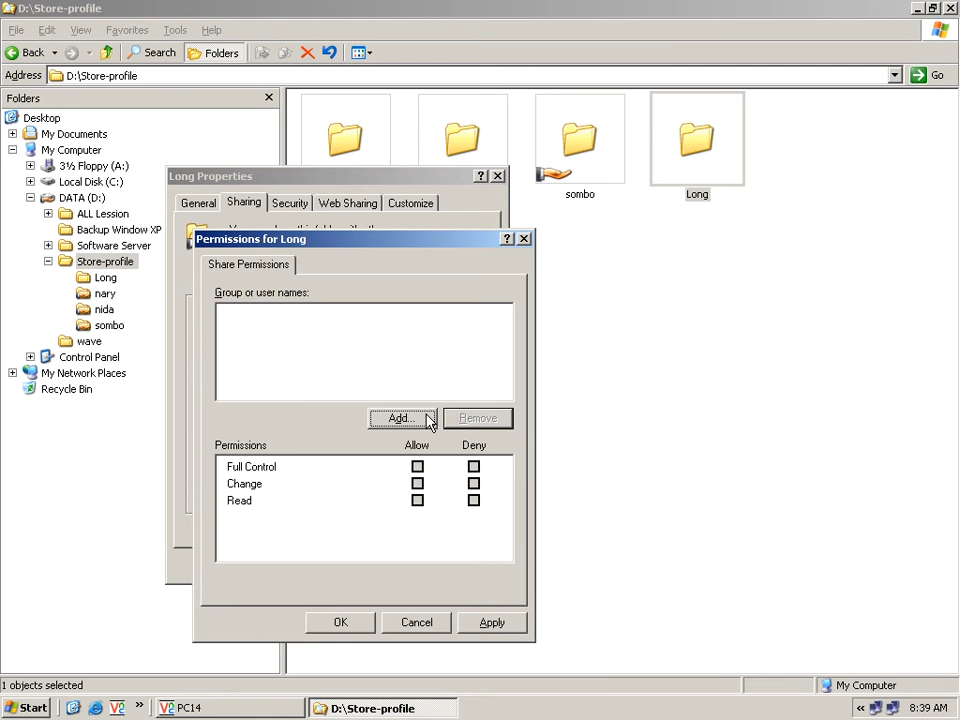 D:\Store-profile
File Edit View Favorites Tools Help
Back Search Folders
Address D:\Store-profile Go
Folders
Desktop
My Documents
My Computer
3½ Floppy (A:)
Local Disk (C:)
DATA (D:)
ALL Lession
Backup Window XP
Software Server
Store-profile
Long
nary
nida
sombo
wave
Control Panel
My Network Places
Recycle Bin
sombo Long
Long Properties
General Sharing Security Web Sharing Customize
Permissions for Long
Share Permissions
Group or user names:
Add... Remove
Permissions Allow Deny
Full Control
Change
Read
OK Cancel Apply
1 objects selected My Computer
Start V2 » V2 PC14 D:\Store-profile « 8:39 AM